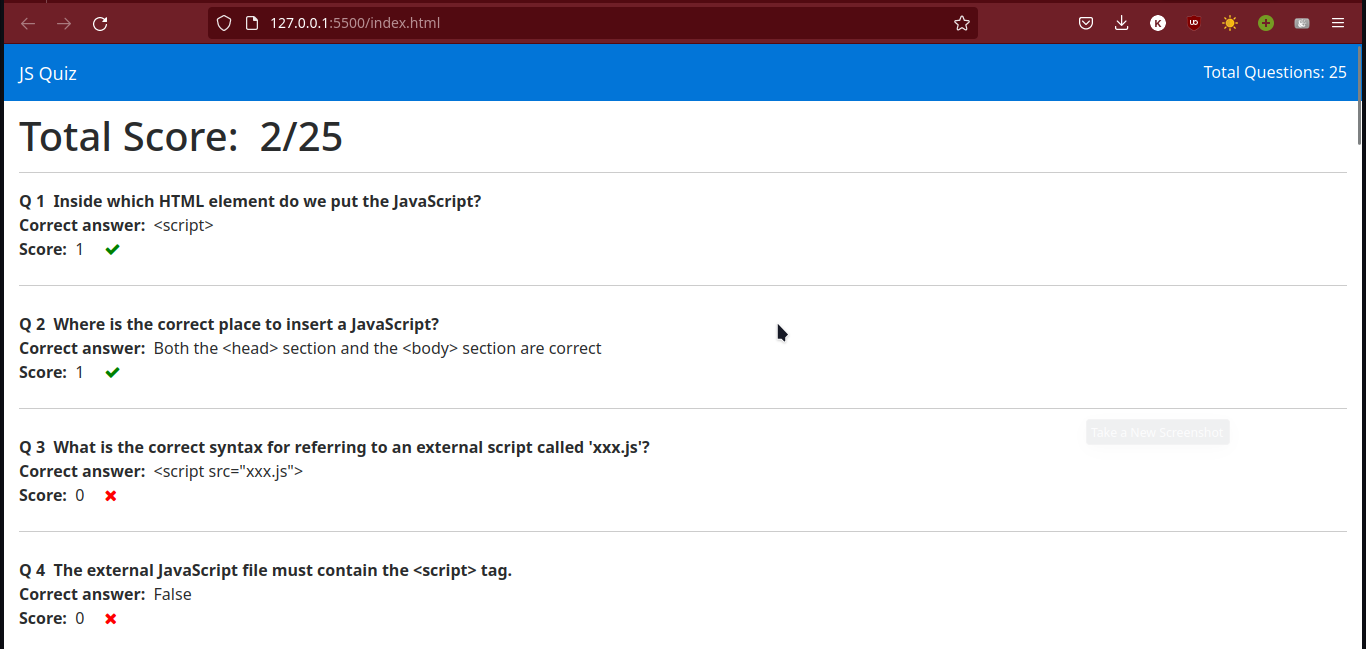 127.0.0.1:5500/index.html
K
UD
JS Quiz
Total Questions: 25
Total Score: 2/25
Q 1 Inside which HTML element do we put the JavaScript?
Correct answer: <script>
Score: 1
Q 2 Where is the correct place to insert a JavaScript?
Correct answer: Both the <head> section and the <body> section are correct
Score: 1
Q 3 What is the correct syntax for referring to an external script called 'xxx.js'?
Take a New Screenshot
Correct answer: <script src="xxx.js">
Score: 0
Q 4 The external JavaScript file must contain the <script> tag.
Correct answer: False
Score: 0